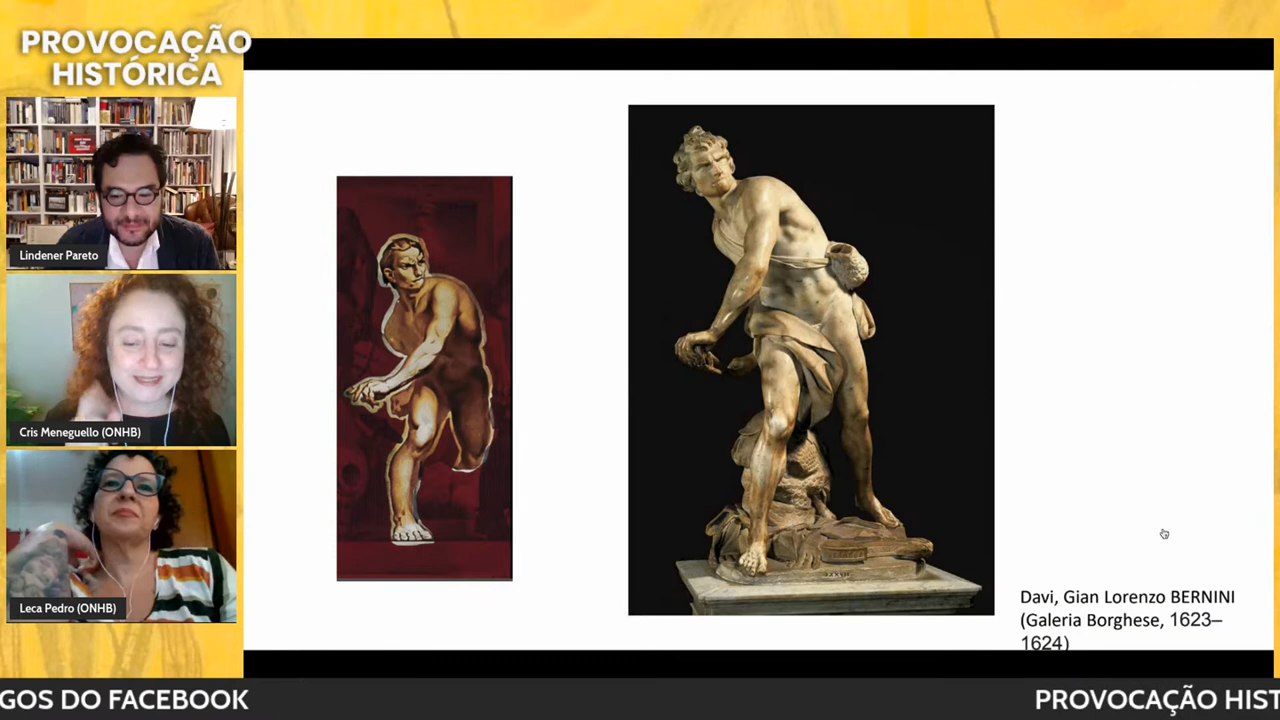 PROVOCAÇÃO
HISTÓRICA
Lindener Pareto
Cris Meneguello (ONHB)
Leca Pedro (ONHB)
Davi, Gian Lorenzo BERNINI
(Galeria Borghese, 1623–
1624)
GOS DO FACEBOOK
PROVOCAÇÃO HIST